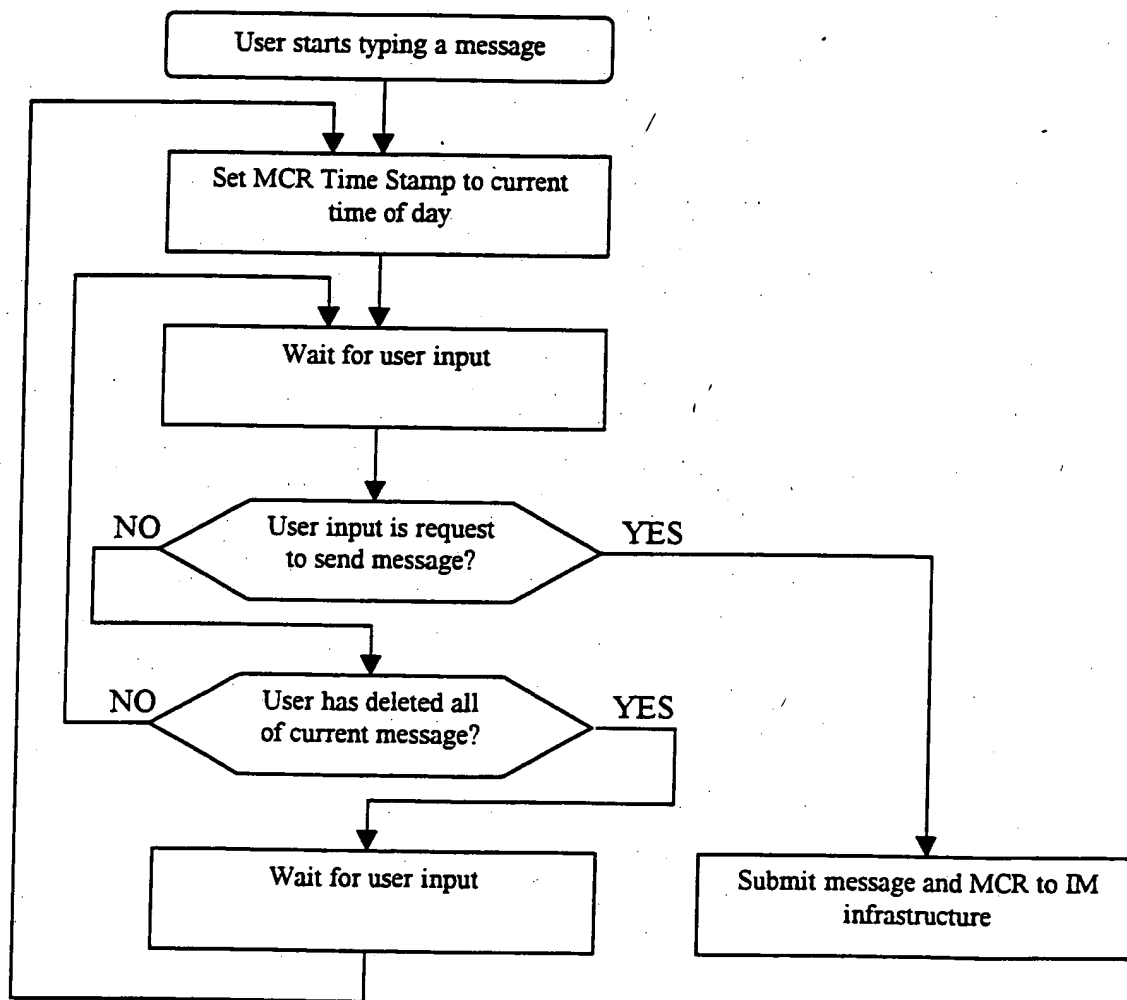 User starts typing a message
Set MCR Time Stamp to current
time of day
Wait for user input
NO
User input is request
to send message?
YES
NO
User has deleted all
of current message?
YES
Wait for user input
Submit message and MCR to IM
infrastructure